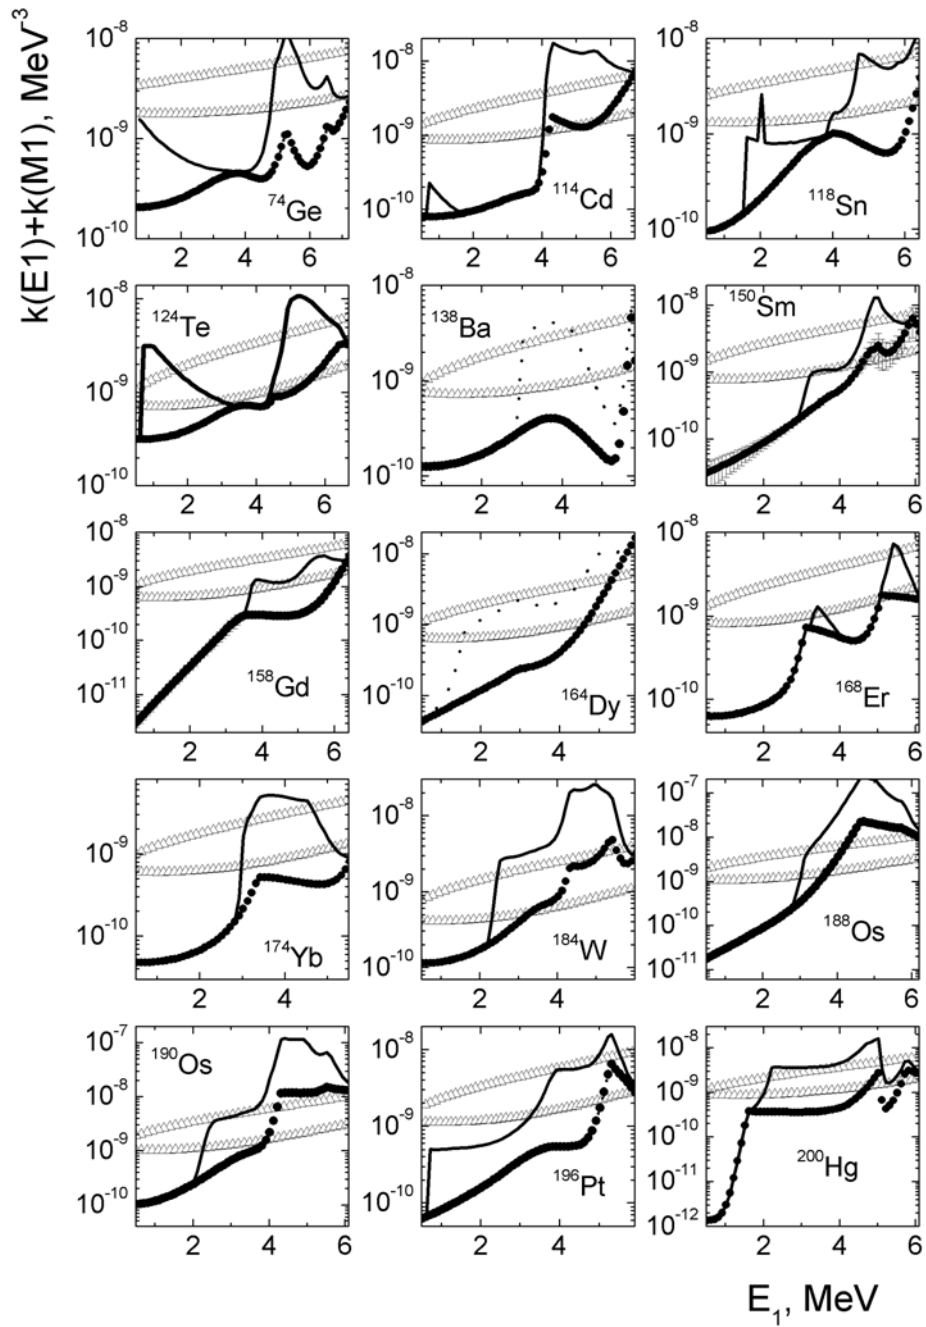 k(E1)+k(M1), MeV⁻³
10⁻⁸
10⁻⁹
10⁻¹⁰
⁷⁴Ge
2 4 6
10⁻⁸
10⁻⁹
10⁻¹⁰
¹¹⁴Cd
2 4 6
10⁻⁸
10⁻⁹
10⁻¹⁰
¹¹⁸Sn
2 4 6
10⁻⁸
10⁻⁹
10⁻¹⁰
¹²⁴Te
2 4 6
10⁻⁸
10⁻⁹
10⁻¹⁰
¹³⁸Ba
2 4
10⁻⁸
10⁻⁹
10⁻¹⁰
¹⁵⁰Sm
2 4 6
10⁻⁸
10⁻⁹
10⁻¹⁰
10⁻¹¹
¹⁵⁸Gd
2 4 6
10⁻⁸
10⁻⁹
10⁻¹⁰
¹⁶⁴Dy
2 4
10⁻⁸
10⁻⁹
10⁻¹⁰
¹⁶⁸Er
2 4 6
10⁻⁹
10⁻¹⁰
¹⁷⁴Yb
2 4
10⁻⁸
10⁻⁹
10⁻¹⁰
¹⁸⁴W
2 4
10⁻⁷
10⁻⁸
10⁻⁹
10⁻¹⁰
10⁻¹¹
¹⁸⁸Os
2 4 6
10⁻⁷
10⁻⁸
10⁻⁹
10⁻¹⁰
¹⁹⁰Os
2 4 6
10⁻⁸
10⁻⁹
10⁻¹⁰
¹⁹⁶Pt
2 4
10⁻⁷
10⁻⁸
10⁻⁹
10⁻¹⁰
10⁻¹¹
10⁻¹²
²⁰⁰Hg
2 4 6
E₁, MeV